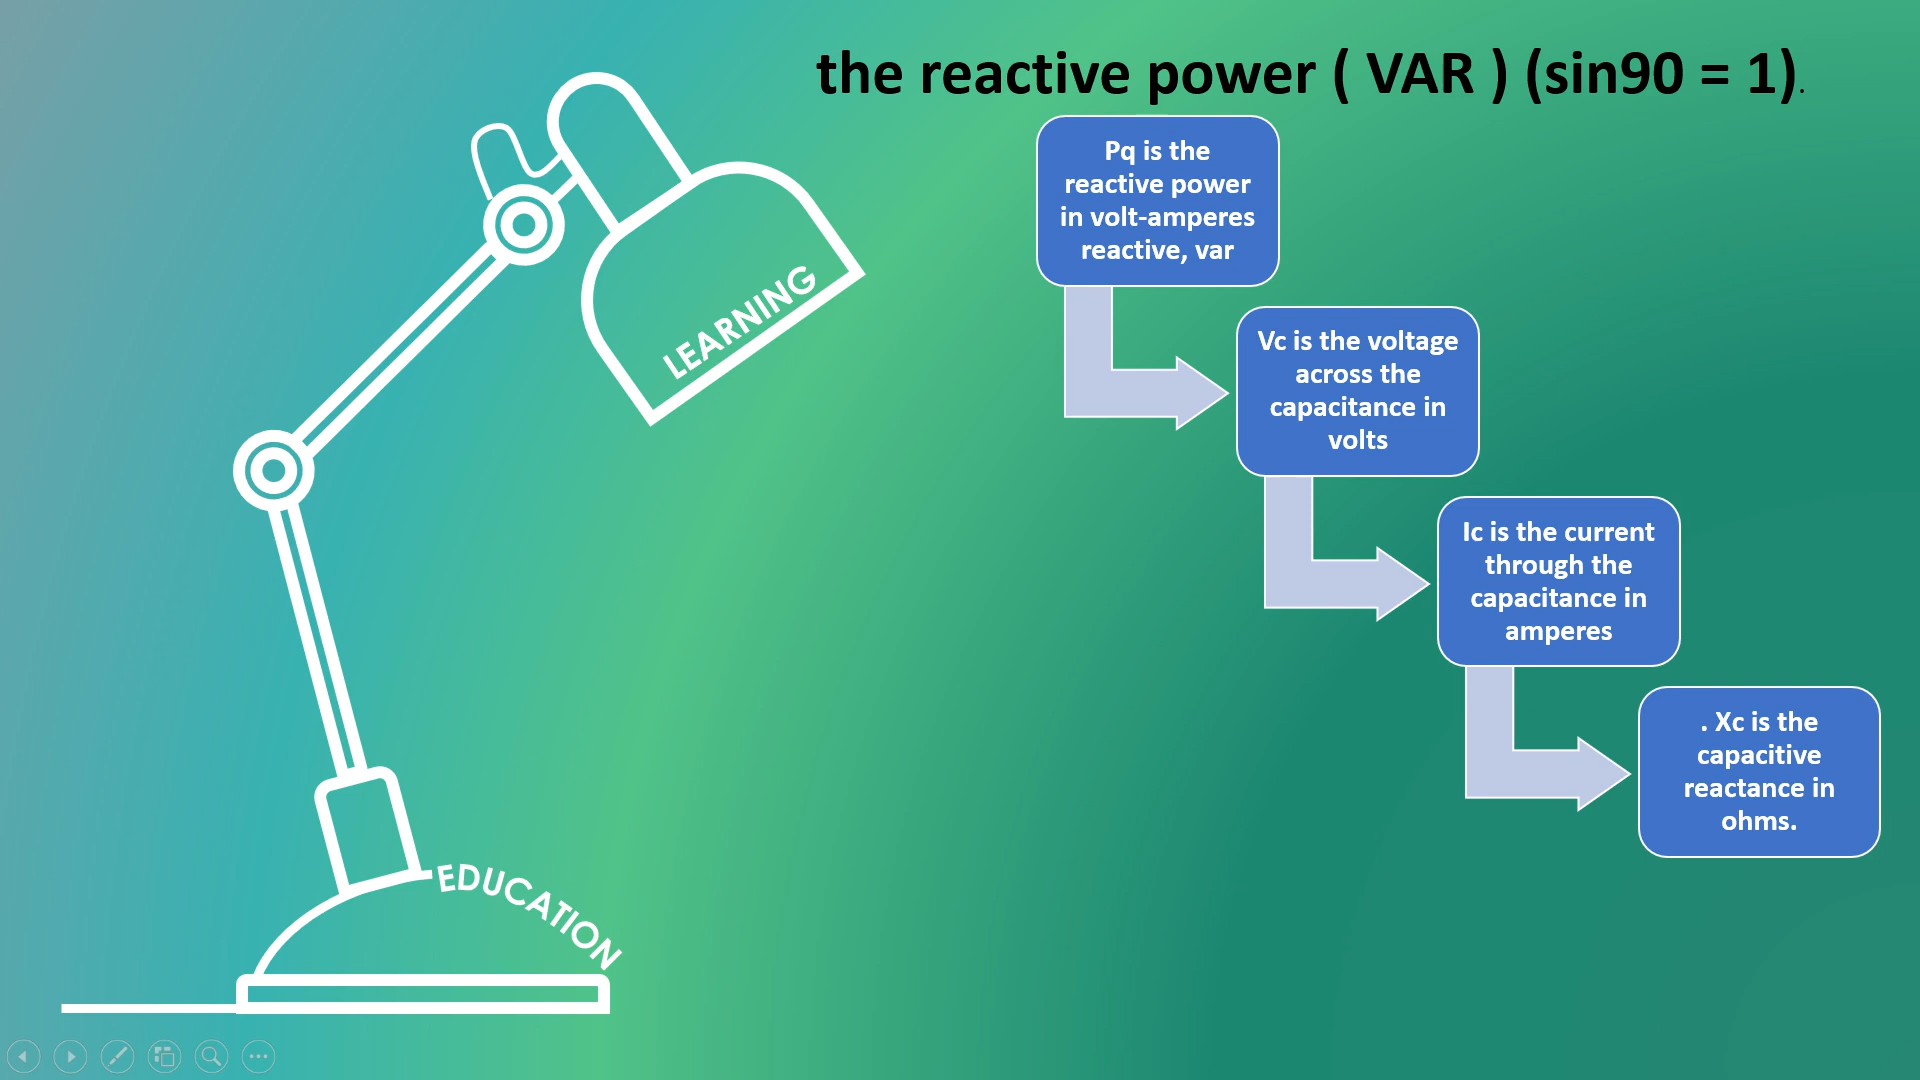 the reactive power ( VAR ) (sin90 = 1).
Pq is the
reactive power
in volt-amperes
reactive, var
Vc is the voltage
across the
capacitance in
volts
Ic is the current
through the
capacitance in
amperes
. Xc is the
capacitive
reactance in
ohms.
LEARNING
EDUCATION